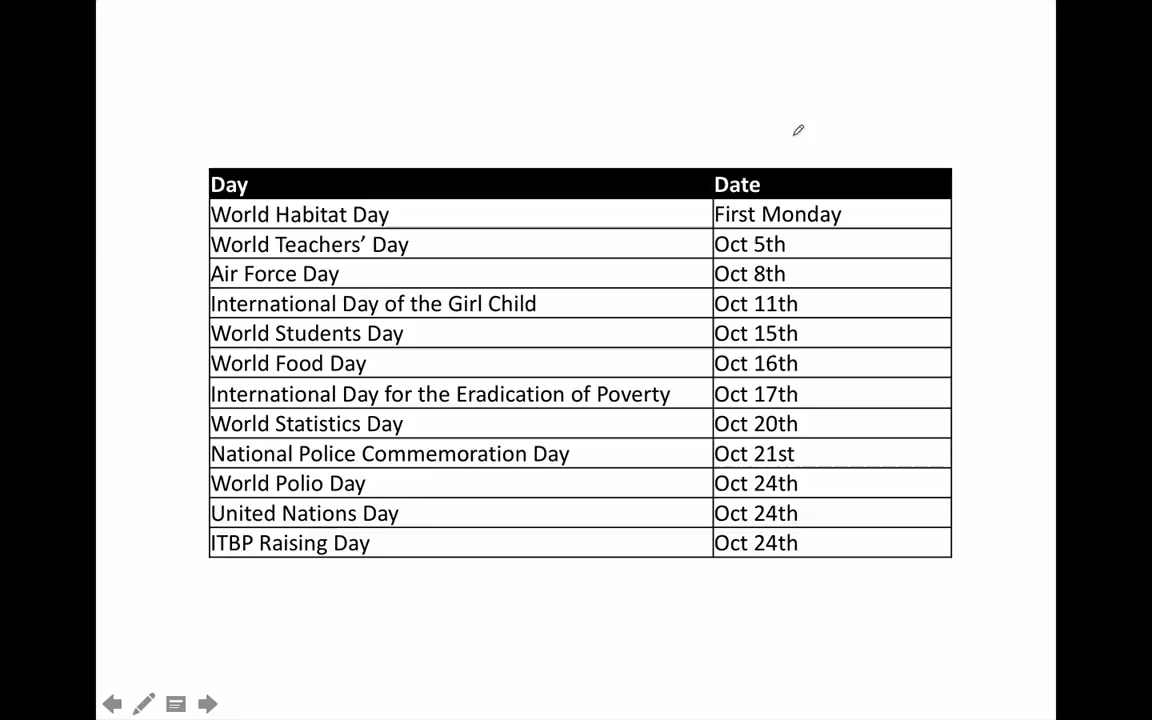 Day Date
World Habitat Day First Monday
World Teachers’ Day Oct 5th
Air Force Day Oct 8th
International Day of the Girl Child Oct 11th
World Students Day Oct 15th
World Food Day Oct 16th
International Day for the Eradication of Poverty Oct 17th
World Statistics Day Oct 20th
National Police Commemoration Day Oct 21st
World Polio Day Oct 24th
United Nations Day Oct 24th
ITBP Raising Day Oct 24th